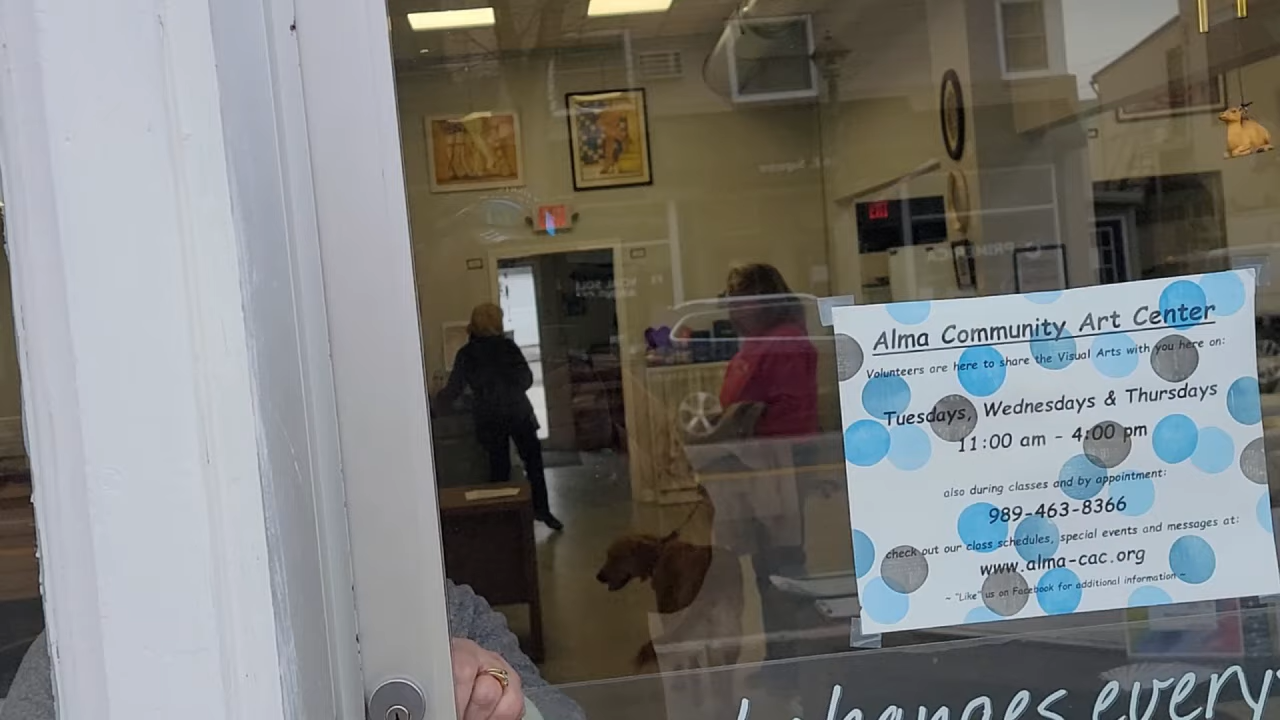 Alma Community Art Center
Volunteers are here to share the Visual Arts with you here on:
Tuesdays, Wednesdays & Thursdays
11:00 am - 4:00 pm
also during classes and by appointment:
989-463-8366
check out our class schedules, special events and messages at:
www.alma-cac.org
~ "Like" us on Facebook for additional information ~
changes every